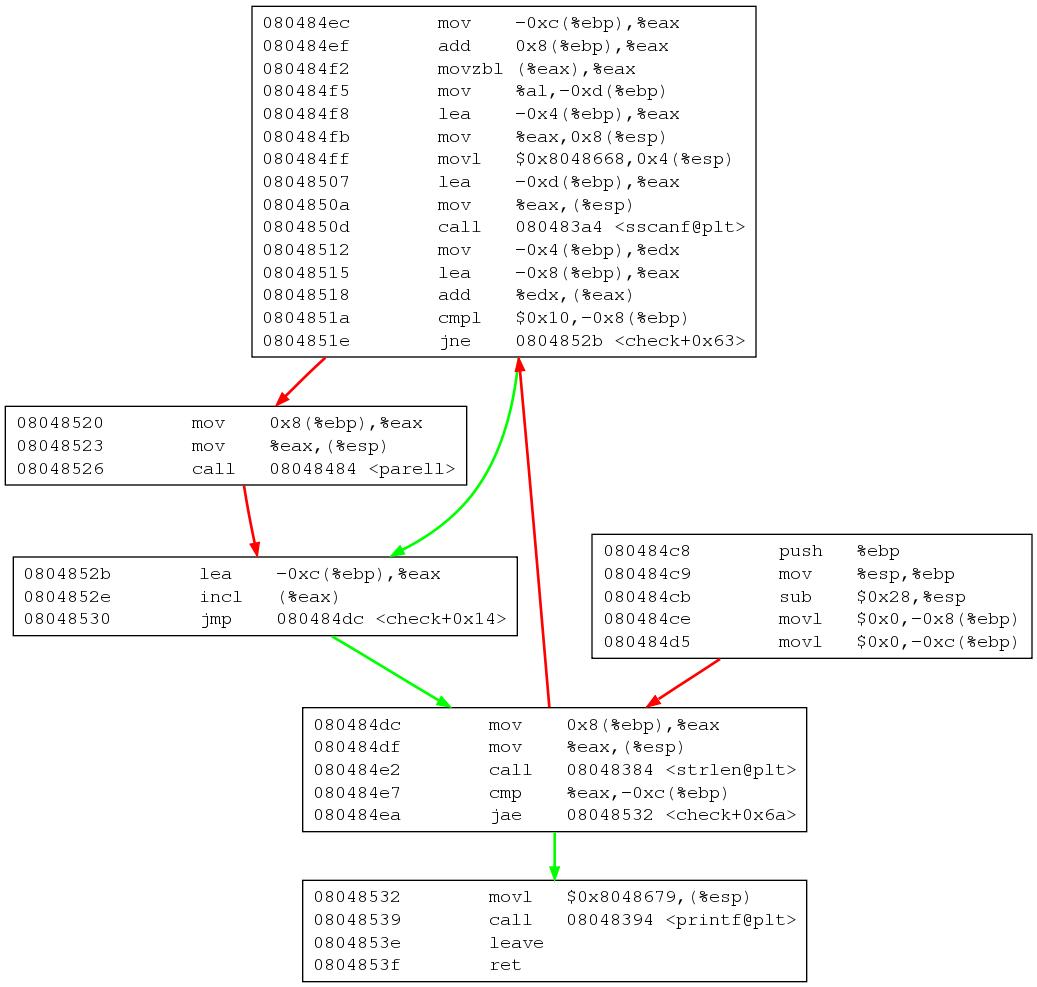 080484ec mov -0xc(%ebp),%eax
080484ef add 0x8(%ebp),%eax
080484f2 movzbl (%eax),%eax
080484f5 mov %al,-0xd(%ebp)
080484f8 lea -0x4(%ebp),%eax
080484fb mov %eax,0x8(%esp)
080484ff movl $0x8048668,0x4(%esp)
08048507 lea -0xd(%ebp),%eax
0804850a mov %eax,(%esp)
0804850d call 080483a4 <sscanf@plt>
08048512 mov -0x4(%ebp),%edx
08048515 lea -0x8(%ebp),%eax
08048518 add %edx,(%eax)
0804851a cmpl $0x10,-0x8(%ebp)
0804851e jne 0804852b <check+0x63>
08048520 mov 0x8(%ebp),%eax
08048523 mov %eax,(%esp)
08048526 call 08048484 <parell>
0804852b lea -0xc(%ebp),%eax
0804852e incl (%eax)
08048530 jmp 080484dc <check+0x14>
080484c8 push %ebp
080484c9 mov %esp,%ebp
080484cb sub $0x28,%esp
080484ce movl $0x0,-0x8(%ebp)
080484d5 movl $0x0,-0xc(%ebp)
080484dc mov 0x8(%ebp),%eax
080484df mov %eax,(%esp)
080484e2 call 08048384 <strlen@plt>
080484e7 cmp %eax,-0xc(%ebp)
080484ea jae 08048532 <check+0x6a>
08048532 movl $0x8048679,(%esp)
08048539 call 08048394 <printf@plt>
0804853e leave
0804853f ret